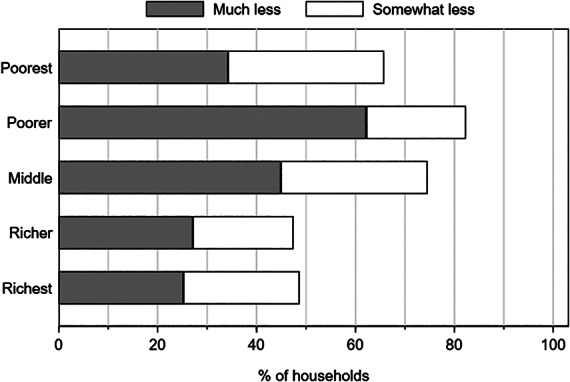 Much less Somewhat less
Poorest
Poorer
Middle
Richer
Richest
0 20 40 60 80 100
% of households